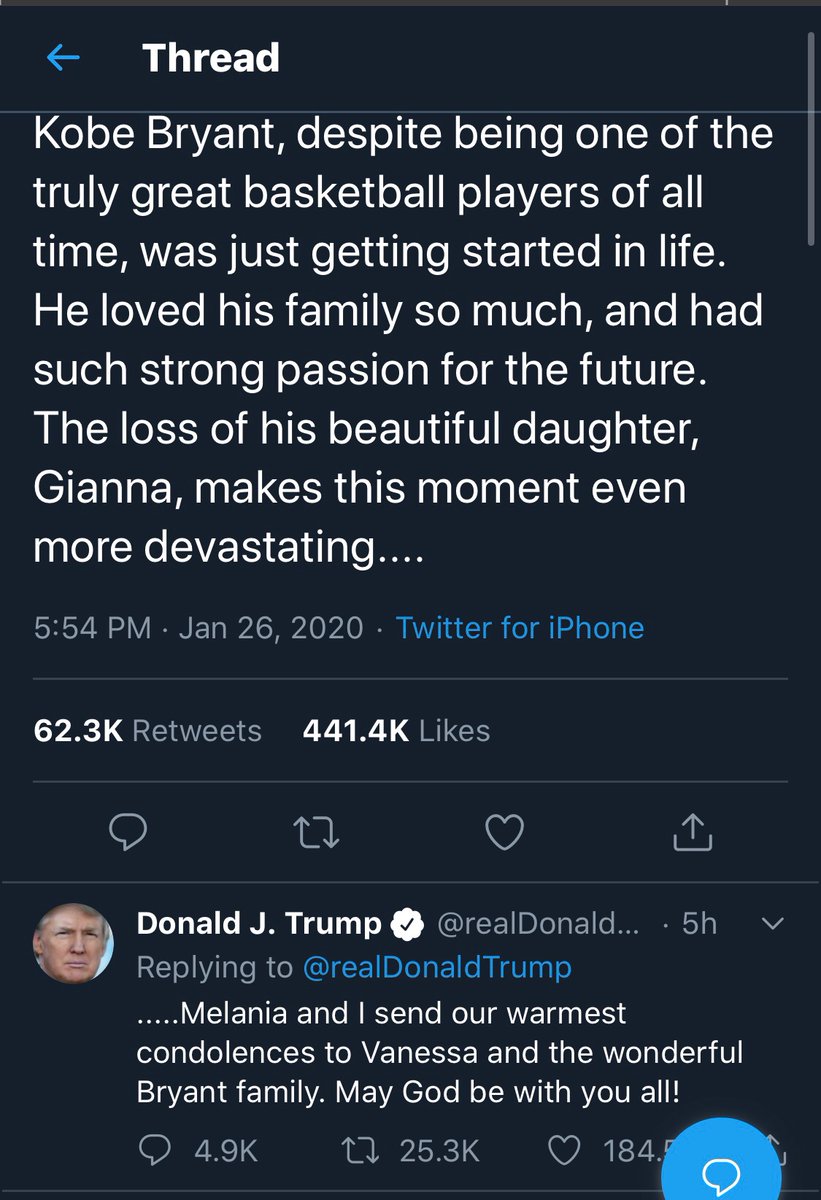 Thread
Kobe Bryant, despite being one of the
truly great basketball players of all
time, was just getting started in life.
He loved his family so much, and had
such strong passion for the future.
The loss of his beautiful daughter,
Gianna, makes this moment even
more devastating....
5:54 PM · Jan 26, 2020 · Twitter for iPhone
62.3K Retweets 441.4K Likes
Donald J. Trump @realDonald... · 5h
Replying to @realDonaldTrump
.....Melania and I send our warmest
condolences to Vanessa and the wonderful
Bryant family. May God be with you all!
4.9K 25.3K